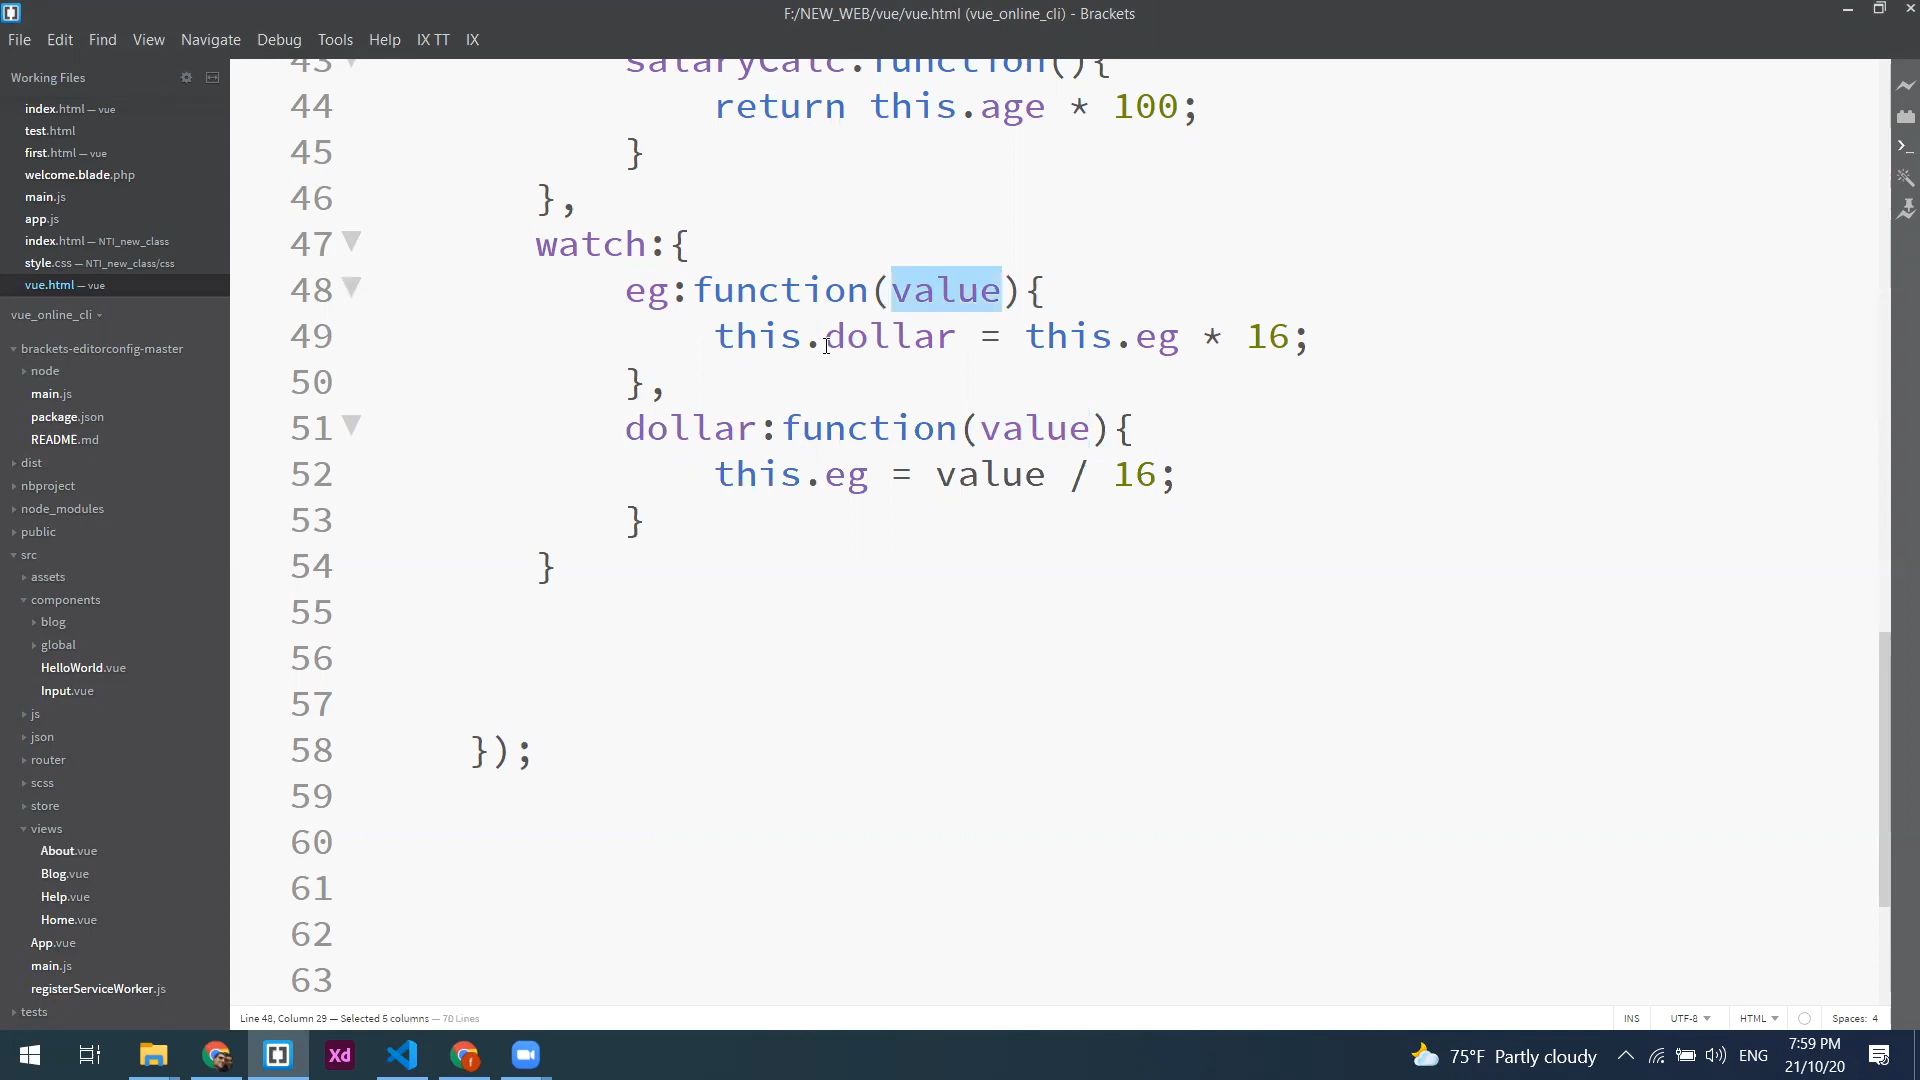 F:/NEW_WEB/vue/vue.html (vue_online_cli) - Brackets
File Edit Find View Navigate Debug Tools Help IX TT IX
Working Files
index.html — vue
test.html
first.html — vue
welcome.blade.php
main.js
app.js
index.html — NTI_new_class
style.css — NTI_new_class/css
vue.html — vue
vue_online_cli
brackets-editorconfig-master
node
main.js
package.json
README.md
dist
nbproject
node_modules
public
src
assets
components
blog
global
HelloWorld.vue
Input.vue
js
json
router
scss
store
views
About.vue
Blog.vue
Help.vue
Home.vue
App.vue
main.js
registerServiceWorker.js
tests
43 salaryCalc:function(){
44 return this.age * 100;
45 }
46 },
47 watch:{
48 eg:function(value){
49 this.dollar = this.eg * 16;
50 },
51 dollar:function(value){
52 this.eg = value / 16;
53 }
54 }
55
56
57
58 });
59
60
61
62
63
Line 48, Column 29 — Selected 5 columns — 70 Lines
INS UTF-8 HTML Spaces: 4
Xd
75°F Partly cloudy
ENG
7:59 PM
21/10/20